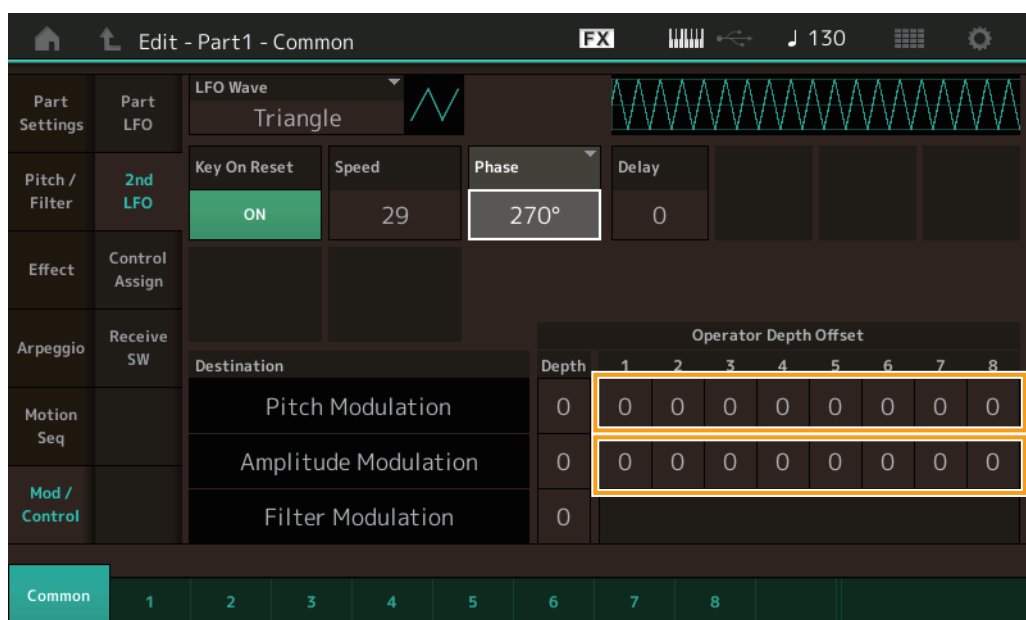 Edit - Part1 - Common
FX
130
Part
Settings
Part
LFO
LFO Wave
Triangle
Pitch /
Filter
2nd
LFO
Key On Reset
ON
Speed
29
Phase
270°
Delay
0
Effect
Control
Assign
Arpeggio
Receive
SW
Operator Depth Offset
Destination
Depth
1 2 3 4 5 6 7 8
Motion
Seq
Pitch Modulation 0 0 0 0 0 0 0 0 0
Amplitude Modulation 0 0 0 0 0 0 0 0 0
Mod /
Control
Filter Modulation 0
Common 1 2 3 4 5 6 7 8